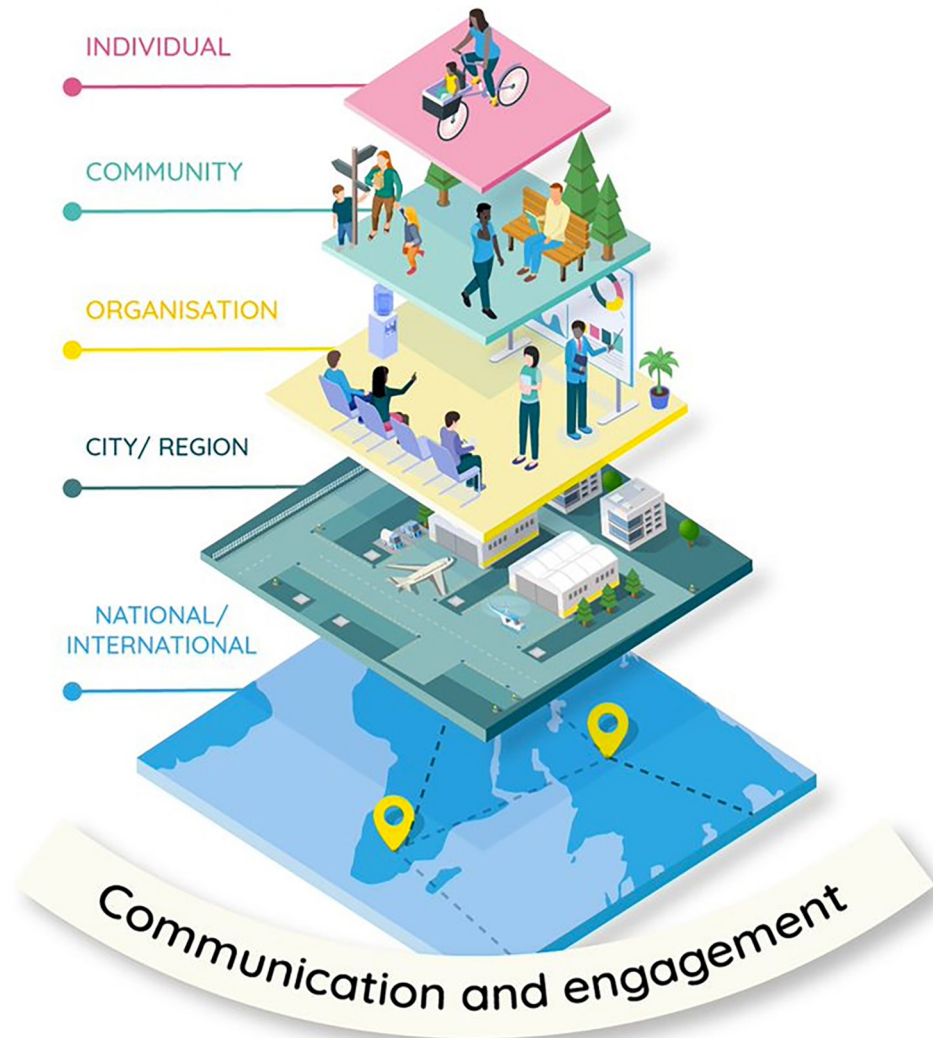 INDIVIDUAL
COMMUNITY
ORGANISATION
CITY/ REGION
NATIONAL/
INTERNATIONAL
Communication and engagement